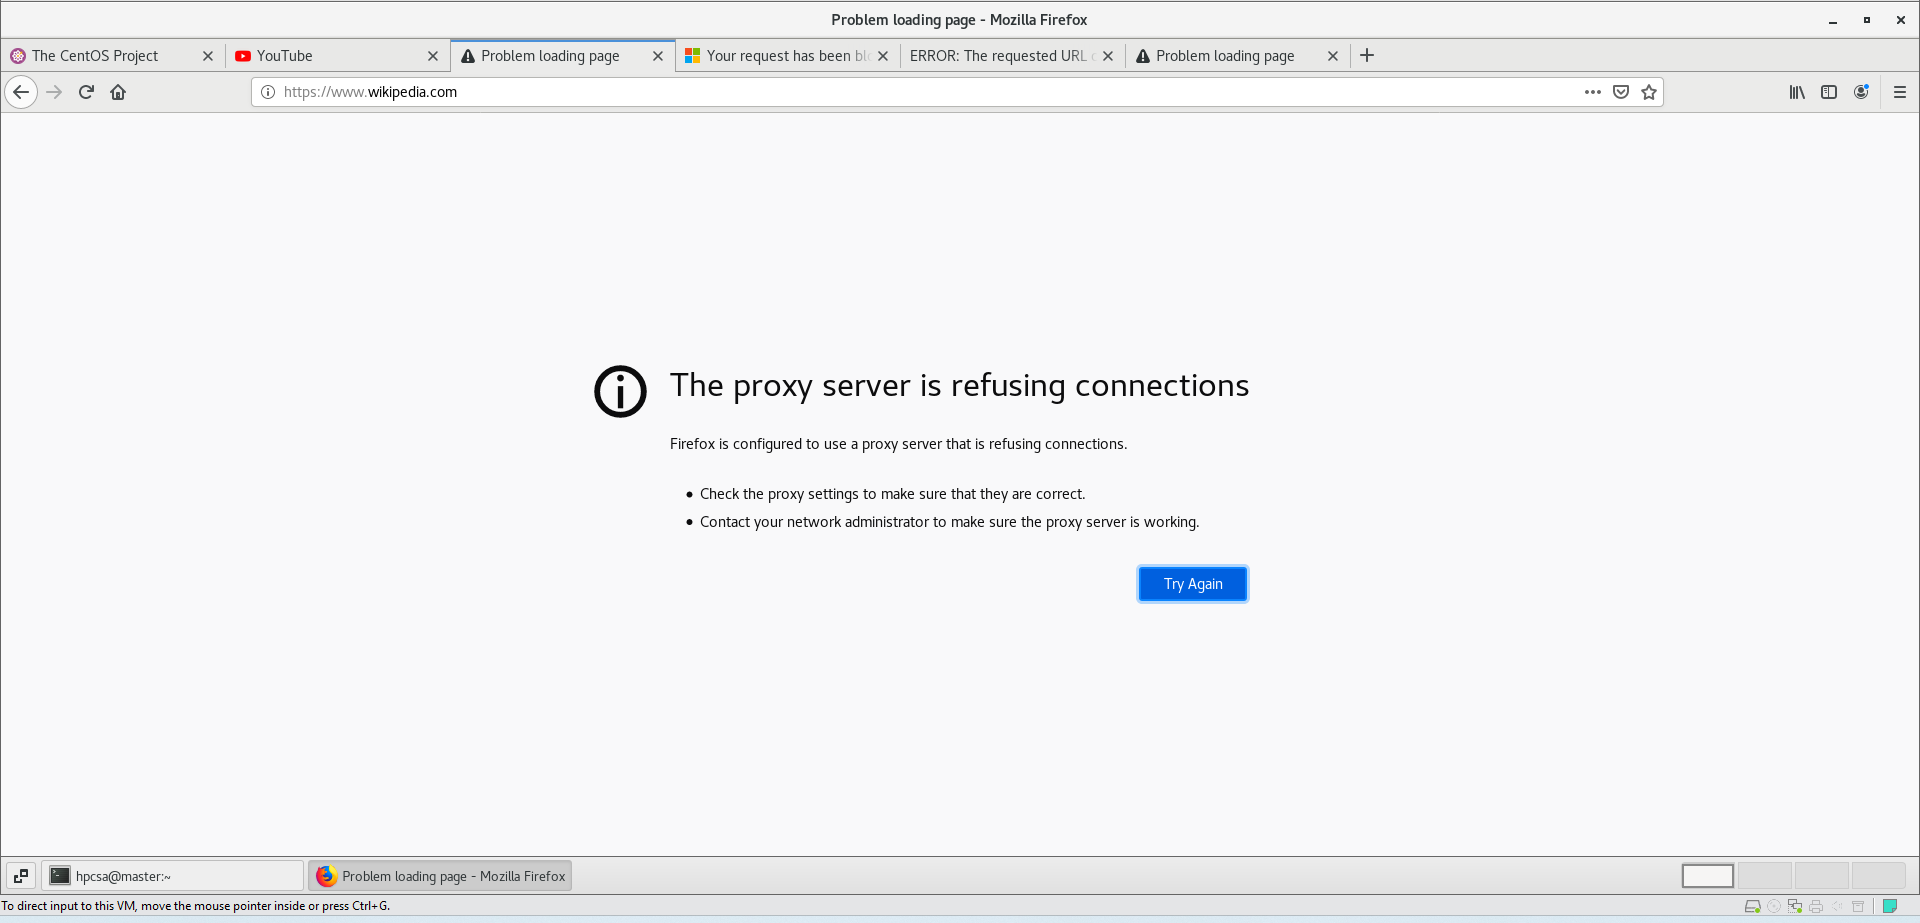 Problem loading page - Mozilla Firefox
The CentOS Project
YouTube
Problem loading page
Your request has been bl
ERROR: The requested URL c
Problem loading page
https://www.wikipedia.com
The proxy server is refusing connections
Firefox is configured to use a proxy server that is refusing connections.
Check the proxy settings to make sure that they are correct.
Contact your network administrator to make sure the proxy server is working.
Try Again
hpcsa@master:~
Problem loading page - Mozilla Firefox
To direct input to this VM, move the mouse pointer inside or press Ctrl+G.